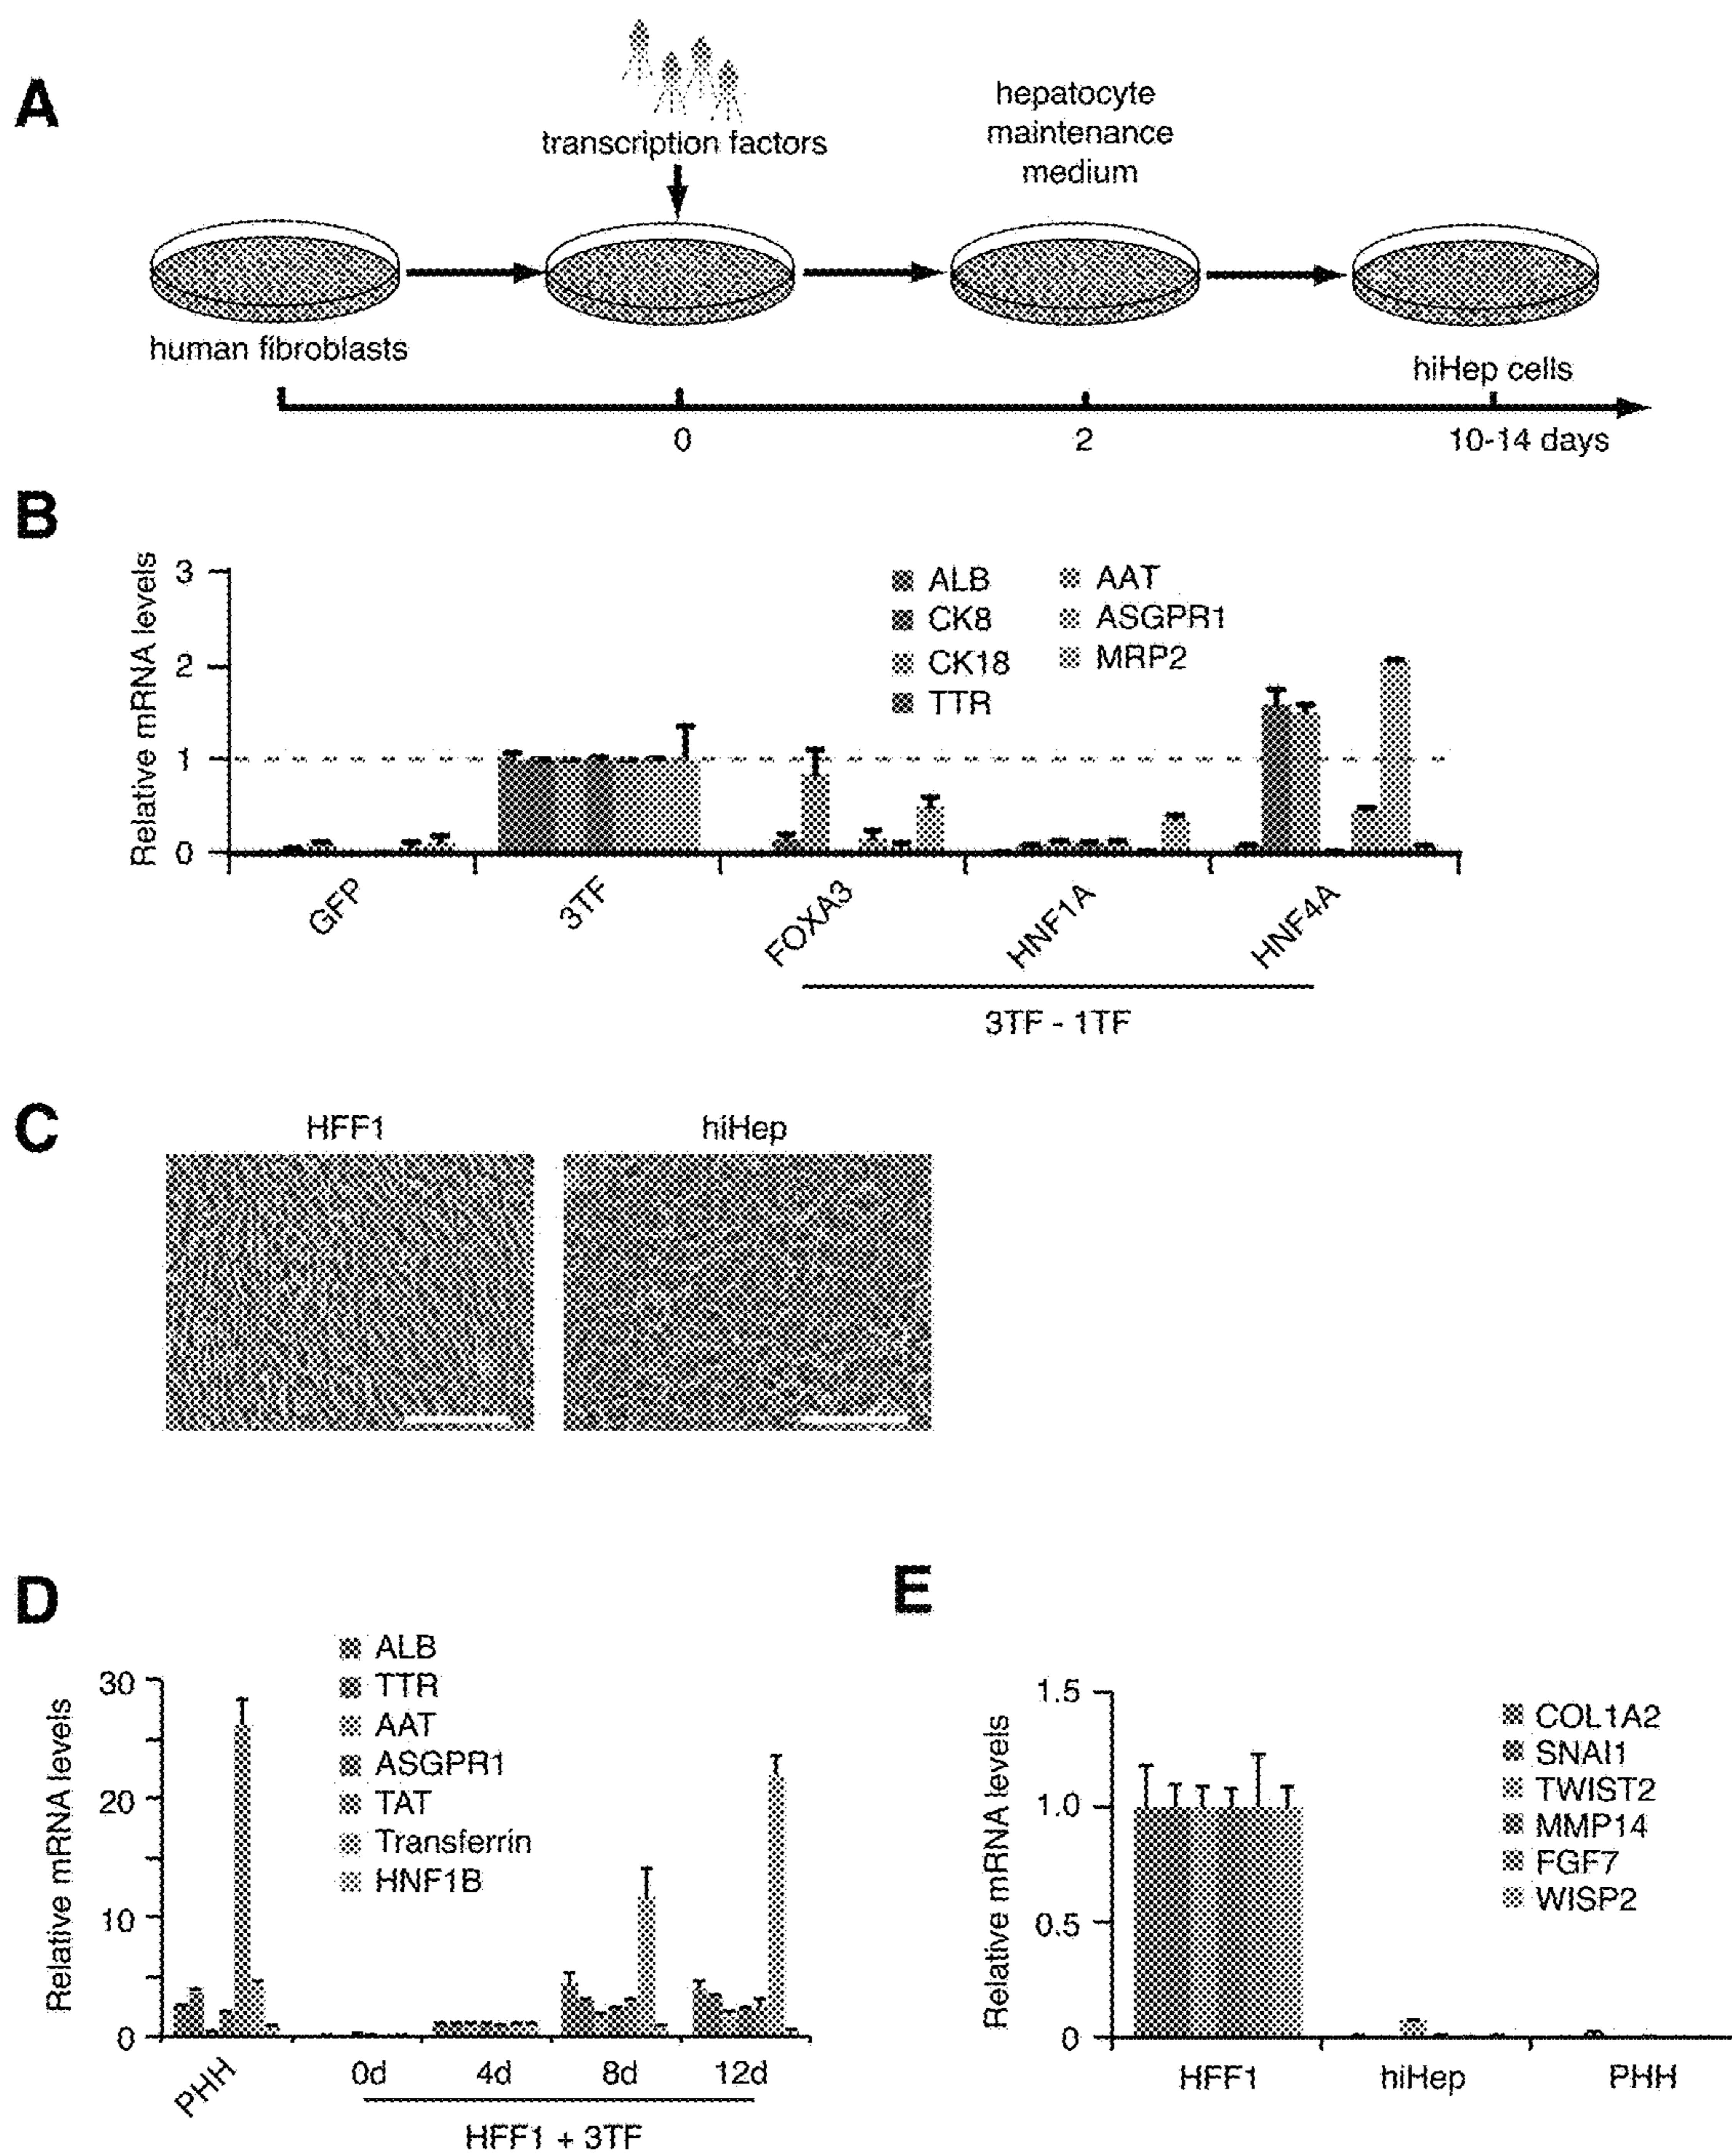 A
transcription factors
hepatocyte
maintenance
medium
human fibroblasts
hiHep cells
0
2
10-14 days
B
Relative mRNA levels
3
2
1
0
ALB
CK8
CK18
TTR
AAT
ASGPR1
MRP2
GFP
3TF
FOXA3
HNF1A
HNF4A
3TF - 1TF
C
HFF1
hiHep
D
Relative mRNA levels
30
20
10
0
ALB
TTR
AAT
ASGPR1
TAT
Transferrin
HNF1B
PHH
0d
4d
8d
12d
HFF1 + 3TF
E
Relative mRNA levels
1.5
1.0
0.5
0
COL1A2
SNAI1
TWIST2
MMP14
FGF7
WISP2
HFF1
hiHep
PHH